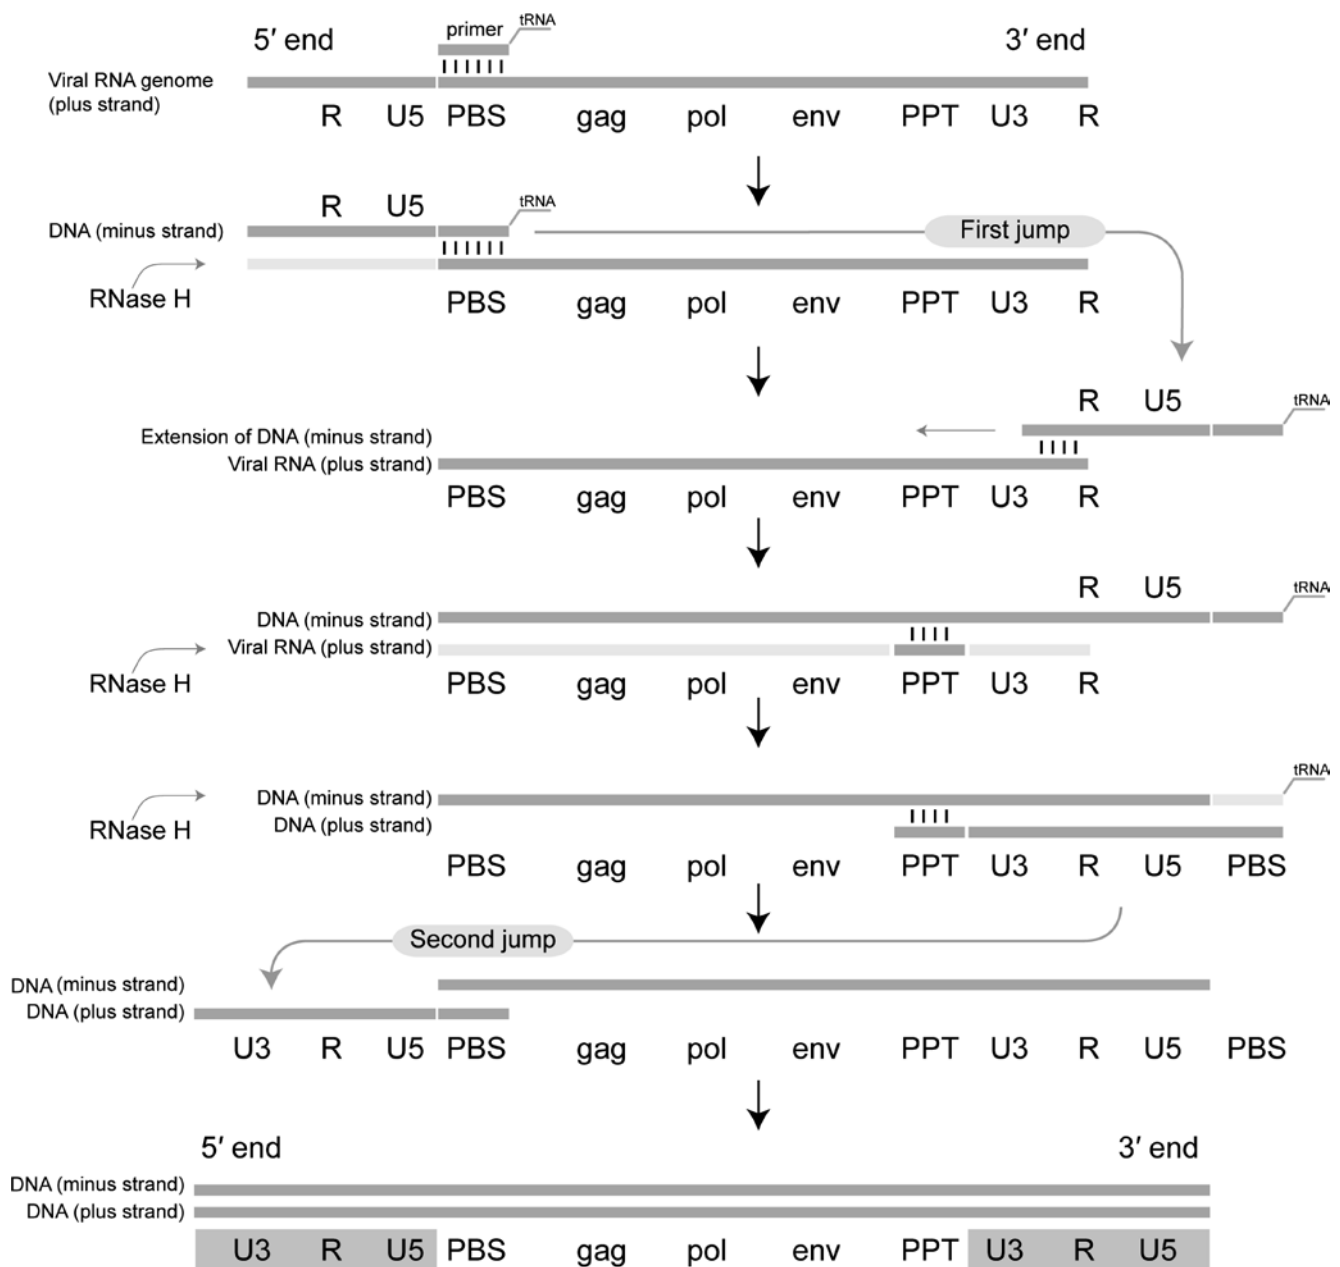 5′ end primer tRNA 3′ end
Viral RNA genome
(plus strand)
R U5 PBS gag pol env PPT U3 R
R U5 tRNA
DNA (minus strand) First jump
RNase H
PBS gag pol env PPT U3 R
R U5 tRNA
Extension of DNA (minus strand)
Viral RNA (plus strand)
PBS gag pol env PPT U3 R
R U5 tRNA
DNA (minus strand)
Viral RNA (plus strand)
RNase H PBS gag pol env PPT U3 R
tRNA
DNA (minus strand)
DNA (plus strand)
RNase H
PBS gag pol env PPT U3 R U5 PBS
Second jump
DNA (minus strand)
DNA (plus strand)
U3 R U5 PBS gag pol env PPT U3 R U5 PBS
5′ end 3′ end
DNA (minus strand)
DNA (plus strand)
U3 R U5 PBS gag pol env PPT U3 R U5